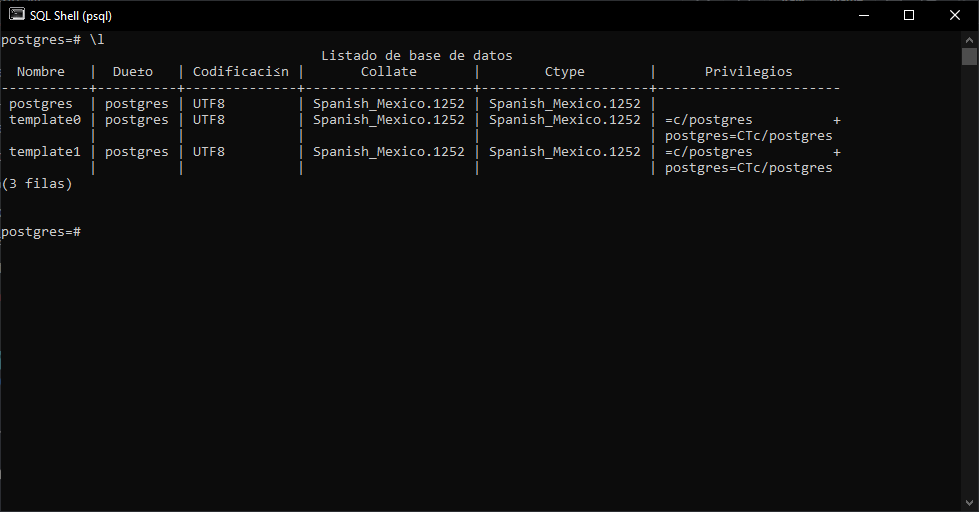 SQL Shell (psql)
postgres=# \l
                                        Listado de base de datos
  Nombre   |  Due±o   | Codificaci≤n |       Collate       |        Ctype        |      Privilegios
-----------+----------+--------------+---------------------+---------------------+-----------------------
 postgres  | postgres | UTF8         | Spanish_Mexico.1252 | Spanish_Mexico.1252 |
 template0 | postgres | UTF8         | Spanish_Mexico.1252 | Spanish_Mexico.1252 | =c/postgres          +
           |          |              |                     |                     | postgres=CTc/postgres
 template1 | postgres | UTF8         | Spanish_Mexico.1252 | Spanish_Mexico.1252 | =c/postgres          +
           |          |              |                     |                     | postgres=CTc/postgres
(3 filas)
postgres=#